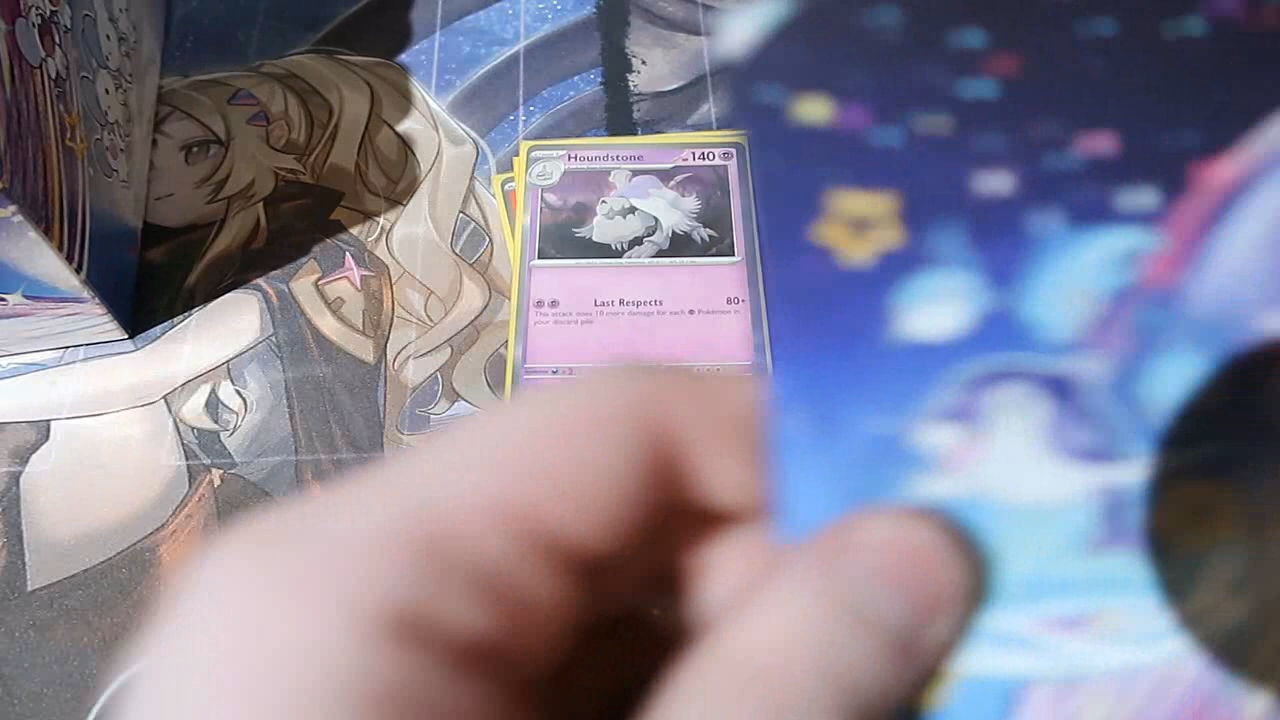 Houndstone 140
Last Respects 80+
This attack does 10 more damage for each Pokémon in
your discard pile.